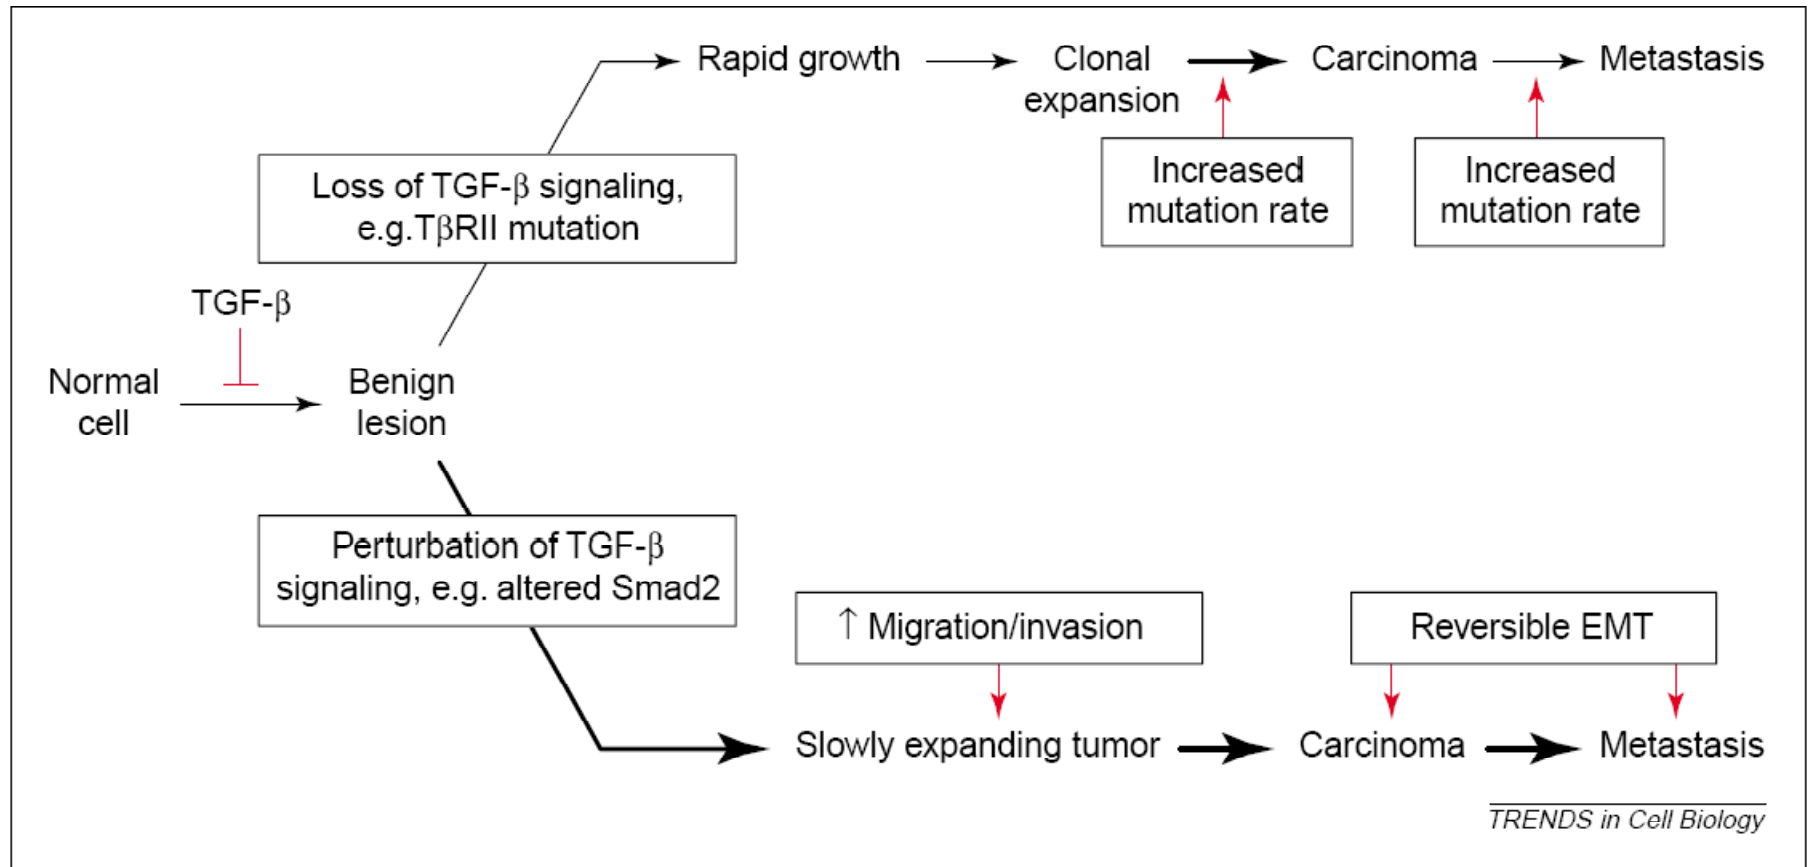 Rapid growth
Clonal
expansion
Carcinoma
Metastasis
Increased
mutation rate
Increased
mutation rate
Loss of TGF-β signaling,
e.g.TβRII mutation
TGF-β
Normal
cell
Benign
lesion
Perturbation of TGF-β
signaling, e.g. altered Smad2
↑ Migration/invasion
Reversible EMT
Slowly expanding tumor
Carcinoma
Metastasis
TRENDS in Cell Biology